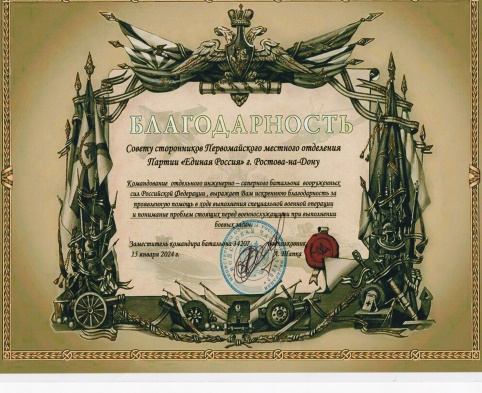 БЛАГОДАРНОСТЬ
Совету сторонников Первомайского местного отделения
Партии «Единая Россия» г. Ростова-на-Дону
Командование отдельного инженерно – саперного батальона вооруженных
сил Российской Федерации , выражает Вам искреннюю благодарность за
проявленную помощь в ходе выполнения специальной военной операции
и понимание проблем стоящих перед военнослужащими при выполнении
боевых задач
Заместитель командира батальона 34207
15 января 2024 г. А. Шапка